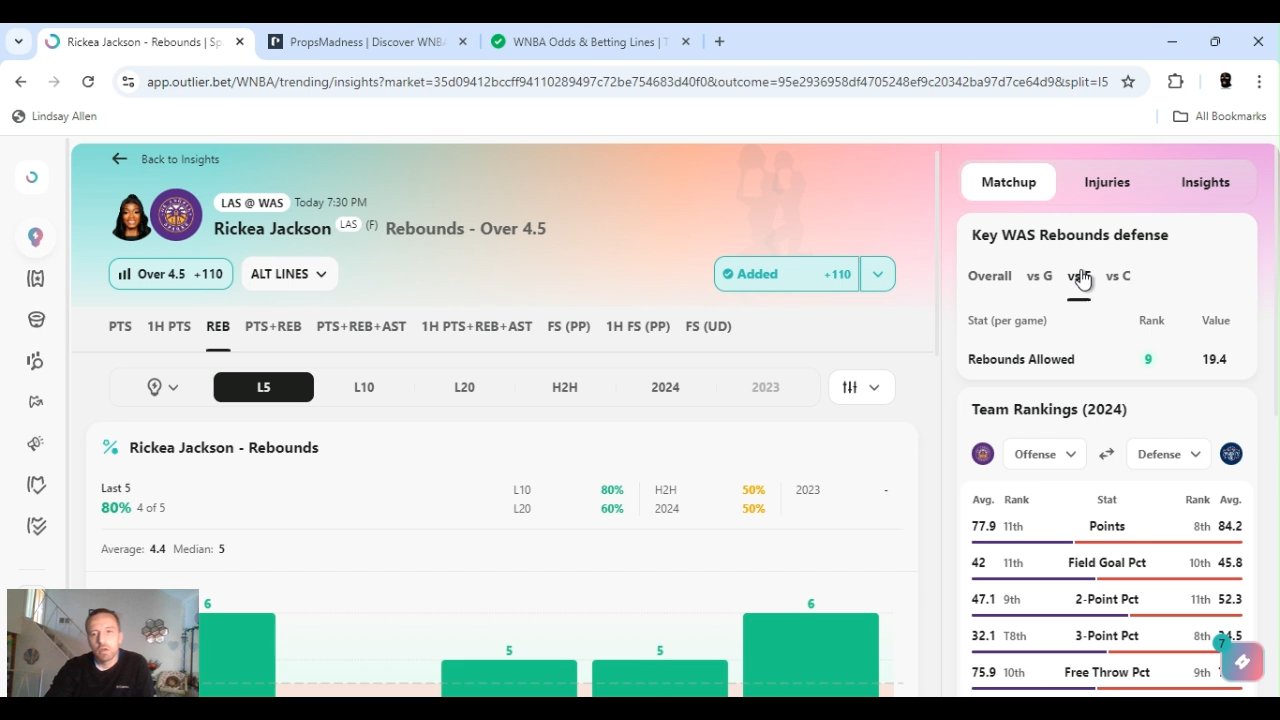 Rickea Jackson - Rebounds | Sp
PropsMadness | Discover WNB
WNBA Odds & Betting Lines | T
app.outlier.bet/WNBA/trending/insights?market=35d09412bccff94110289497c72be754683d40f0&outcome=95e2936958df4705248ef9c20342ba97d7ce64d9&split=l5
Lindsay Allen
All Bookmarks
Back to Insights
LAS @ WAS Today 7:30 PM
Rickea Jackson LAS (F) Rebounds - Over 4.5
Over 4.5 +110
ALT LINES
Added +110
PTS 1H PTS REB PTS+REB PTS+REB+AST 1H PTS+REB+AST FS (PP) 1H FS (PP) FS (UD)
L5 L10 L20 H2H 2024 2023
Rickea Jackson - Rebounds
Last 5
80% 4 of 5
L10 80% H2H 50% 2023 -
L20 60% 2024 50%
Average: 4.4 Median: 5
6
5
5
6
Matchup Injuries Insights
Key WAS Rebounds defense
Overall vs G vs F vs C
Stat (per game) Rank Value
Rebounds Allowed 9 19.4
Team Rankings (2024)
Offense Defense
Avg. Rank Stat Rank Avg.
77.9 11th Points 8th 84.2
42 11th Field Goal Pct 10th 45.8
47.1 9th 2-Point Pct 11th 52.3
32.1 T8th 3-Point Pct 8th
7
75.9 10th Free Throw Pct 9th